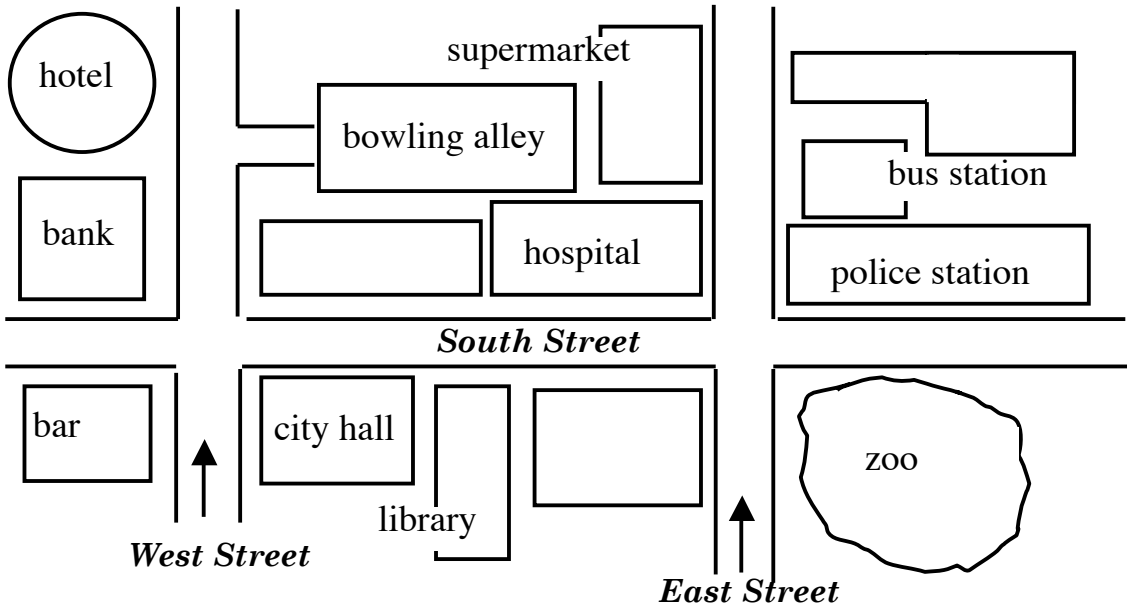 hotel
supermarket
bowling alley
bus station
bank
hospital
police station
South Street
bar
city hall
zoo
library
West Street
East Street